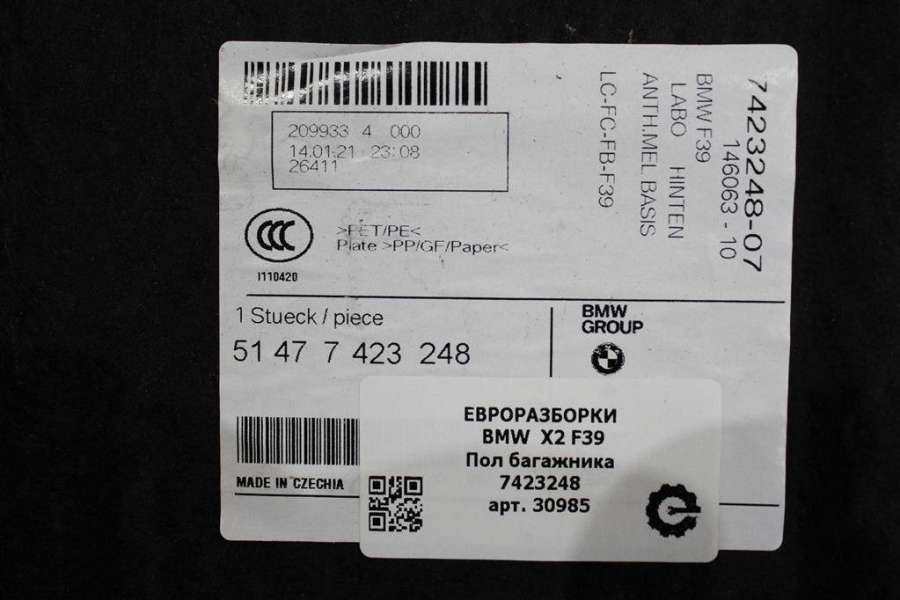 209933 4 000
14.01.21 23:08
26411
CCC
I110420
>PET/PE<
Plate >PP/GF/Paper<
7423248-07
146063 - 10
BMW F39
LABO HINTEN
ANTH.MEL BASIS
LC-FC-FB-F39
1 Stueck / piece
51 47 7 423 248
BMW
GROUP
MADE IN CZECHIA
ЕВРОРАЗБОРКИ
BMW X2 F39
Пол багажника
7423248
арт. 30985